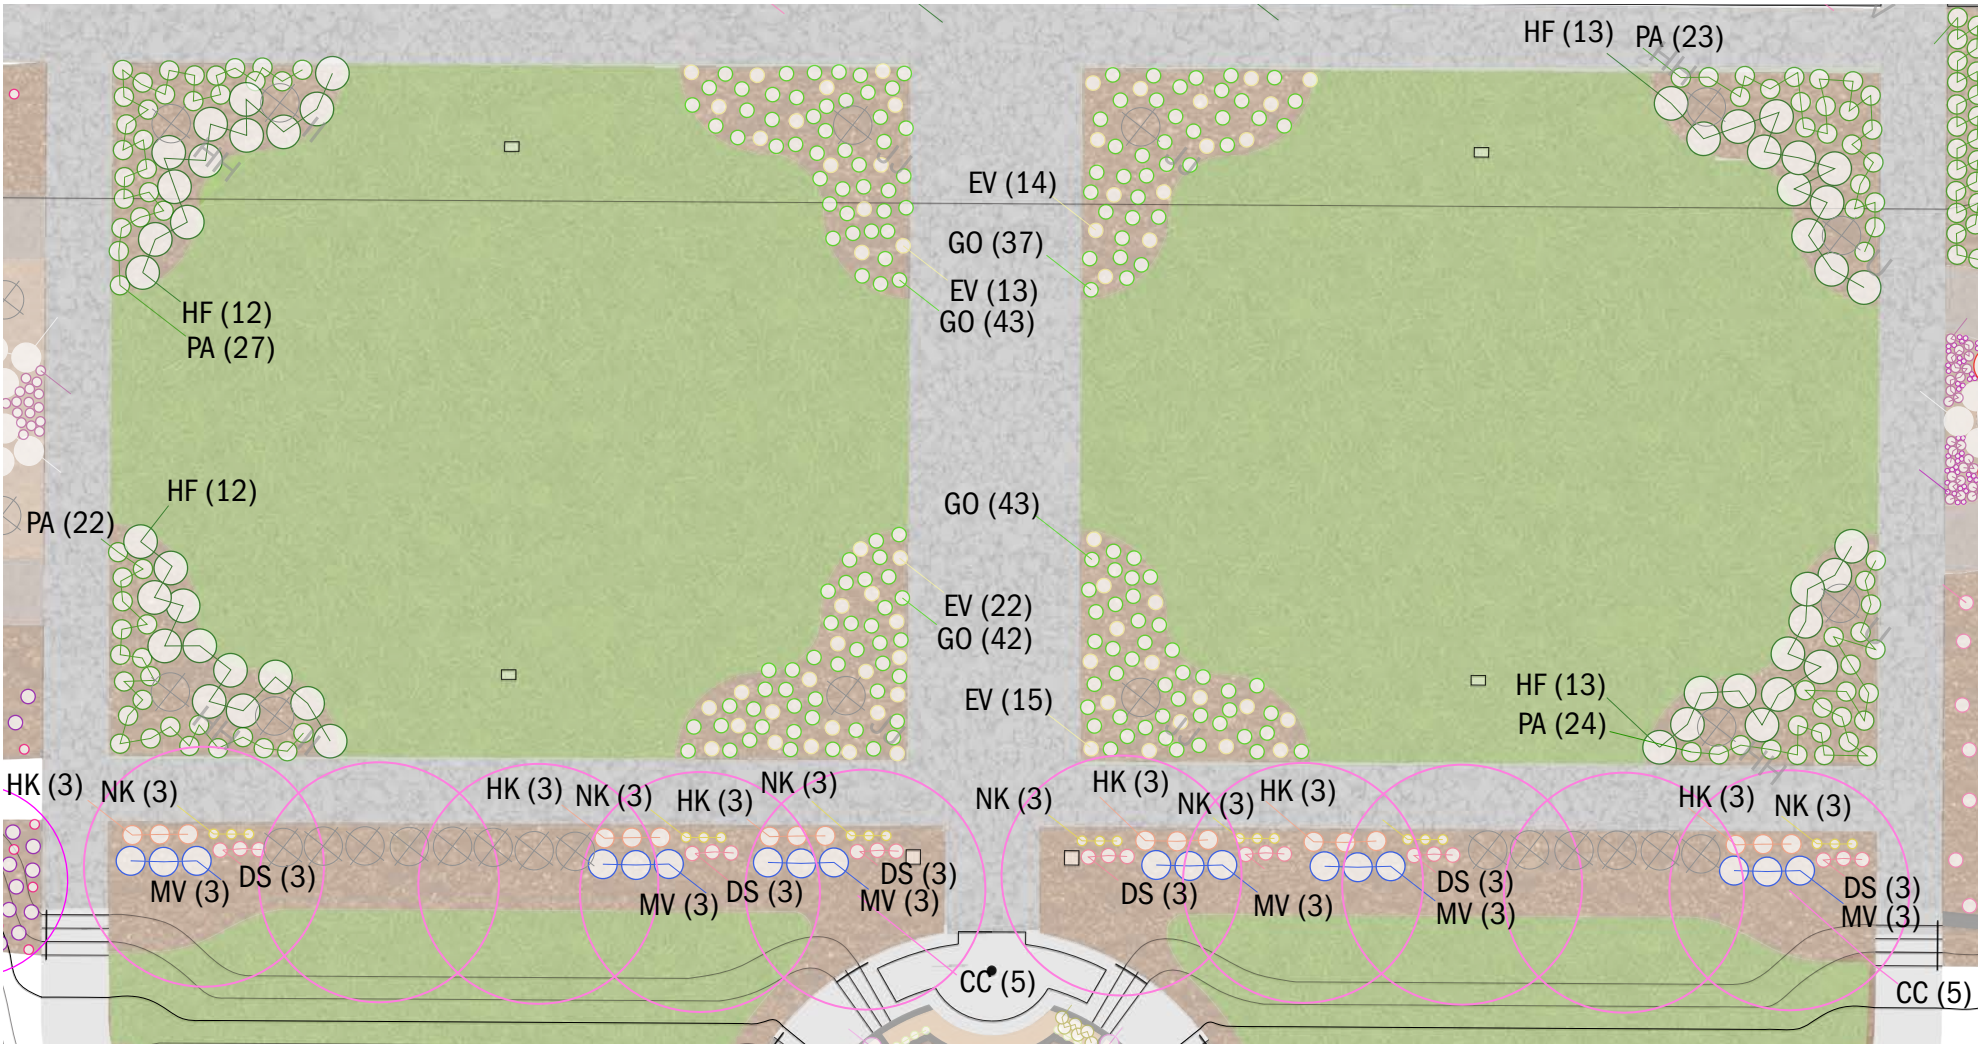 HF (13) PA (23)
EV (14)
GO (37)
EV (13)
GO (43)
HF (12)
PA (27)
HF (12)
PA (22)
GO (43)
EV (22)
GO (42)
EV (15)
HF (13)
PA (24)
HK (3) NK (3) HK (3) NK (3) HK (3) NK (3) NK (3) HK (3) NK (3) HK (3) HK (3) NK (3)
MV (3) DS (3) MV (3) DS (3) DS (3) MV (3) DS (3) MV (3) DS (3) MV (3) DS (3) MV (3)
CC (5)
CC (5)